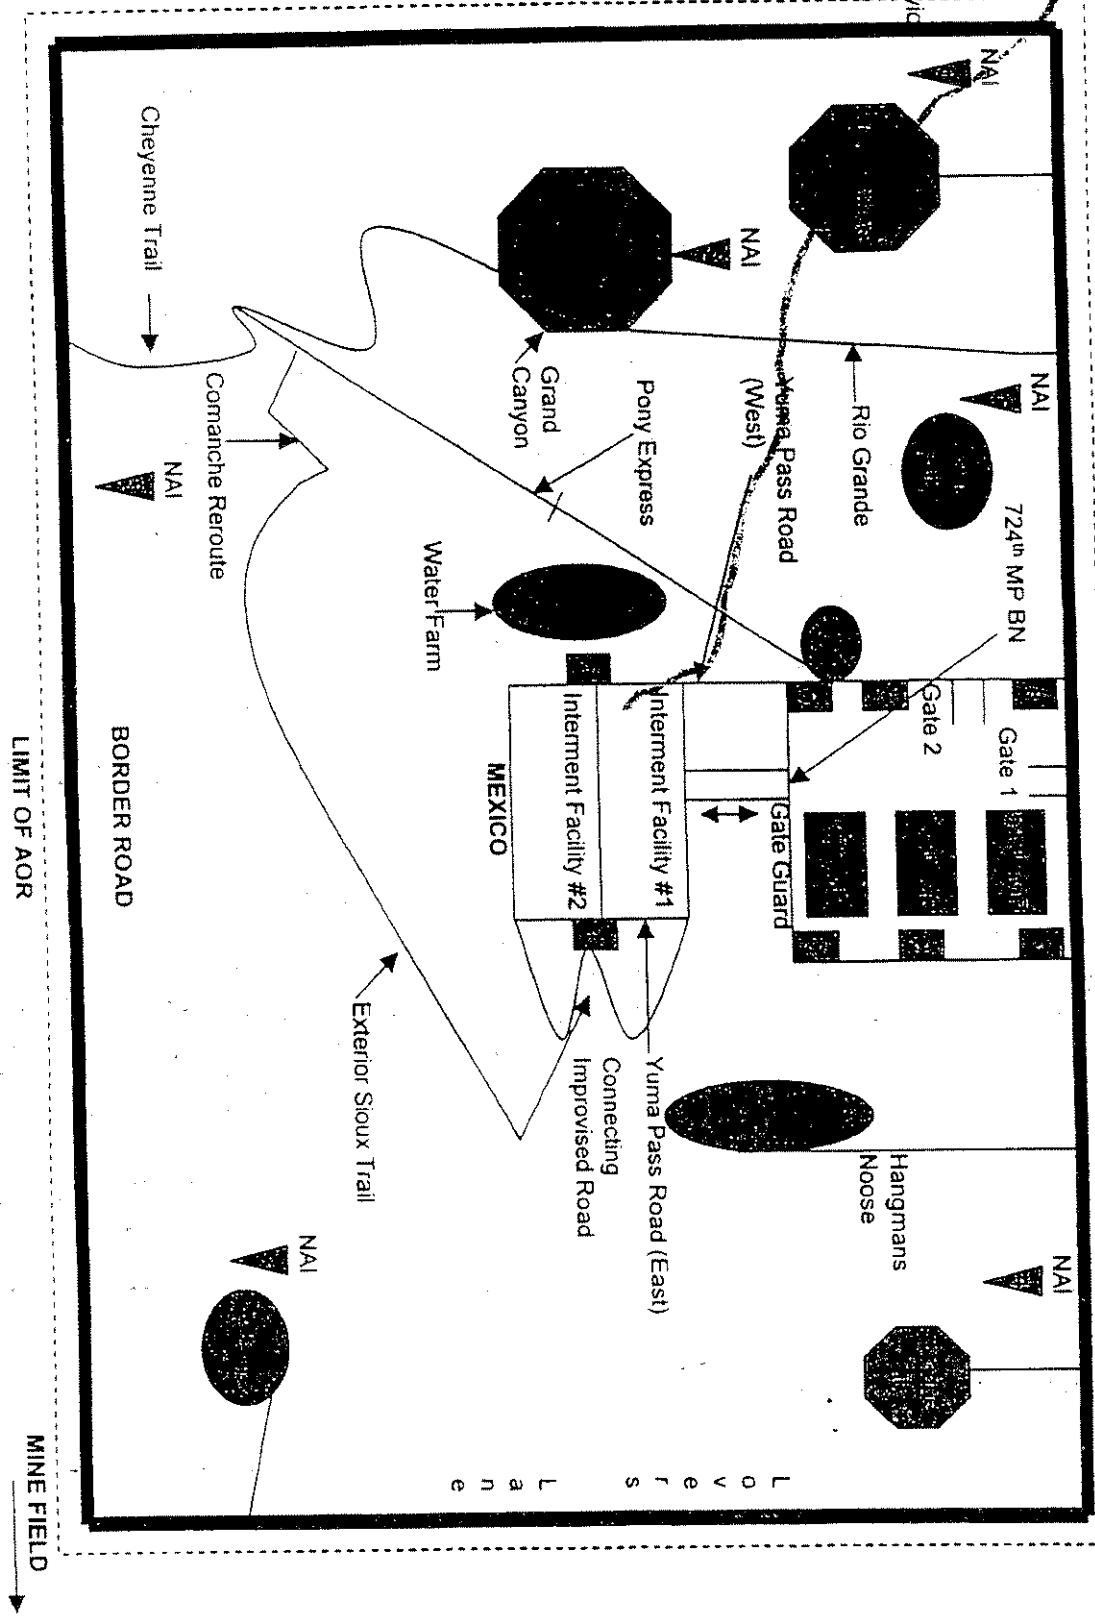 NAI
NAI
724th MP BN
Gate 1
NAI
Gate 2
Hangmans
Noose
Rio Grande
Yuma Pass Road
(West)
Gate Guard
L
o
v
e
r
s
L
a
n
e
NAI
Pony Express
Interment Facility #1
Yuma Pass Road (East)
Connecting
Improvised Road
Grand
Canyon
Interment Facility #2
MEXICO
Water Farm
Exterior Sioux Trail
NAI
Comanche Reroute
NAI
Cheyenne Trail
BORDER ROAD
LIMIT OF AOR
MINE FIELD